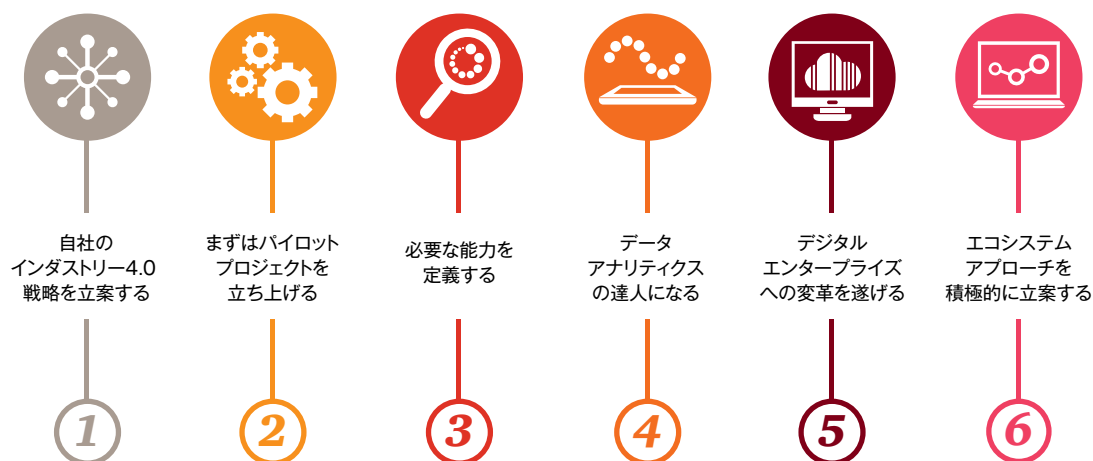 自社の
インダストリー4.0
戦略を立案する
まずはパイロット
プロジェクトを
立ち上げる
必要な能力を
定義する
データ
アナリティクス
の達人になる
デジタル
エンタープライズ
への変革を遂げる
エコシステム
アプローチを
積極的に立案する
1
2
3
4
5
6